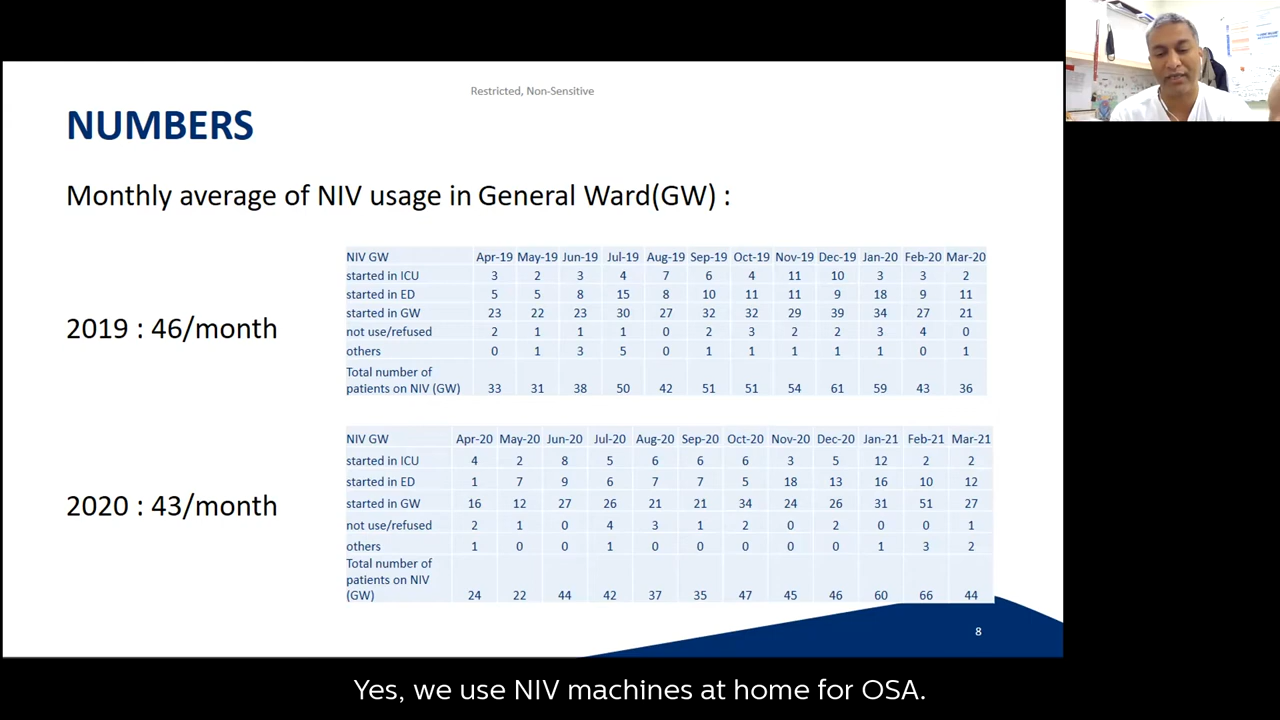 Restricted, Non-Sensitive
NUMBERS
Monthly average of NIV usage in General Ward(GW) :
2019 : 46/month
NIV GW Apr-19 May-19 Jun-19 Jul-19 Aug-19 Sep-19 Oct-19 Nov-19 Dec-19 Jan-20 Feb-20 Mar-20
started in ICU 3 2 3 4 7 6 4 11 10 3 3 2
started in ED 5 5 8 15 8 10 11 11 9 18 9 11
started in GW 23 22 23 30 27 32 32 29 39 34 27 21
not use/refused 2 1 1 1 0 2 3 2 2 3 4 0
others 0 1 3 5 0 1 1 1 1 1 0 1
Total number of
patients on NIV (GW) 33 31 38 50 42 51 51 54 61 59 43 36
2020 : 43/month
NIV GW Apr-20 May-20 Jun-20 Jul-20 Aug-20 Sep-20 Oct-20 Nov-20 Dec-20 Jan-21 Feb-21 Mar-21
started in ICU 4 2 8 5 6 6 6 3 5 12 2 2
started in ED 1 7 9 6 7 7 5 18 13 16 10 12
started in GW 16 12 27 26 21 21 34 24 26 31 51 27
not use/refused 2 1 0 4 3 1 2 0 2 0 0 1
others 1 0 0 1 0 0 0 0 0 1 3 2
Total number of
patients on NIV
(GW) 24 22 44 42 37 35 47 45 46 60 66 44
8
Yes, we use NIV machines at home for OSA.